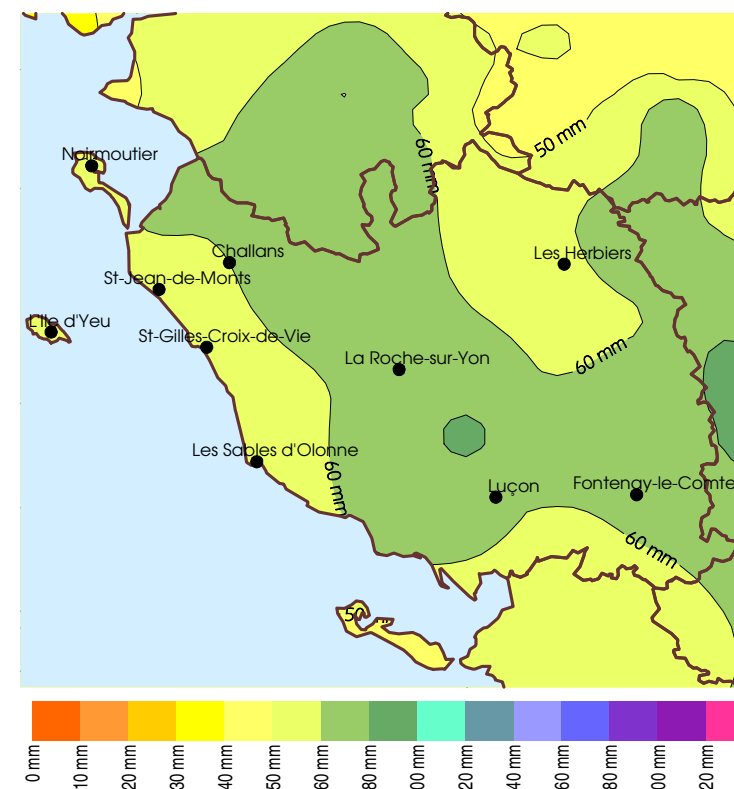 50 mm
Noirmoutier
60 mm
Challans
Les Herbiers
St-Jean-de-Monts
L'Ile d'Yeu
St-Gilles-Croix-de-Vie
La Roche-sur-Yon
60 mm
Les Sables d'Olonne
60 mm
Luçon
Fontenay-le-Comte
60 mm
50
0 mm
10 mm
20 mm
30 mm
40 mm
50 mm
60 mm
80 mm
00 mm
20 mm
40 mm
60 mm
80 mm
00 mm
20 mm